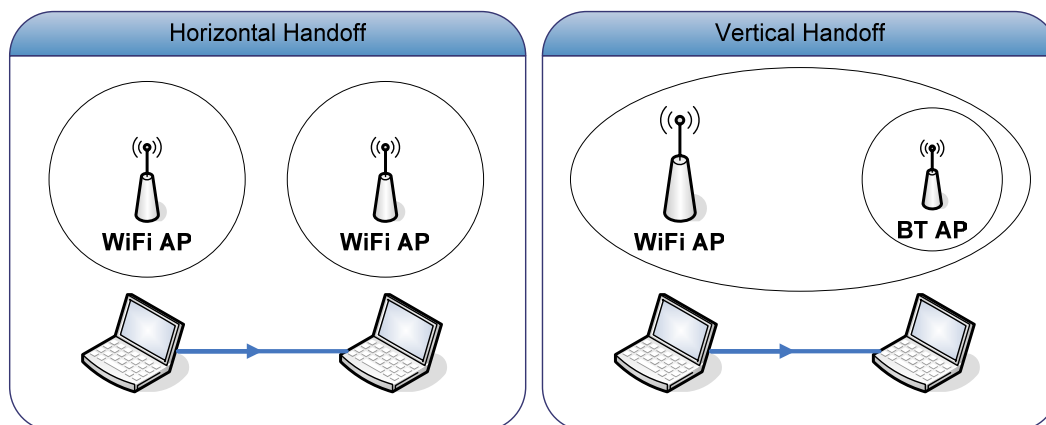 Horizontal Handoff
WiFi AP
WiFi AP
Vertical Handoff
WiFi AP
BT AP